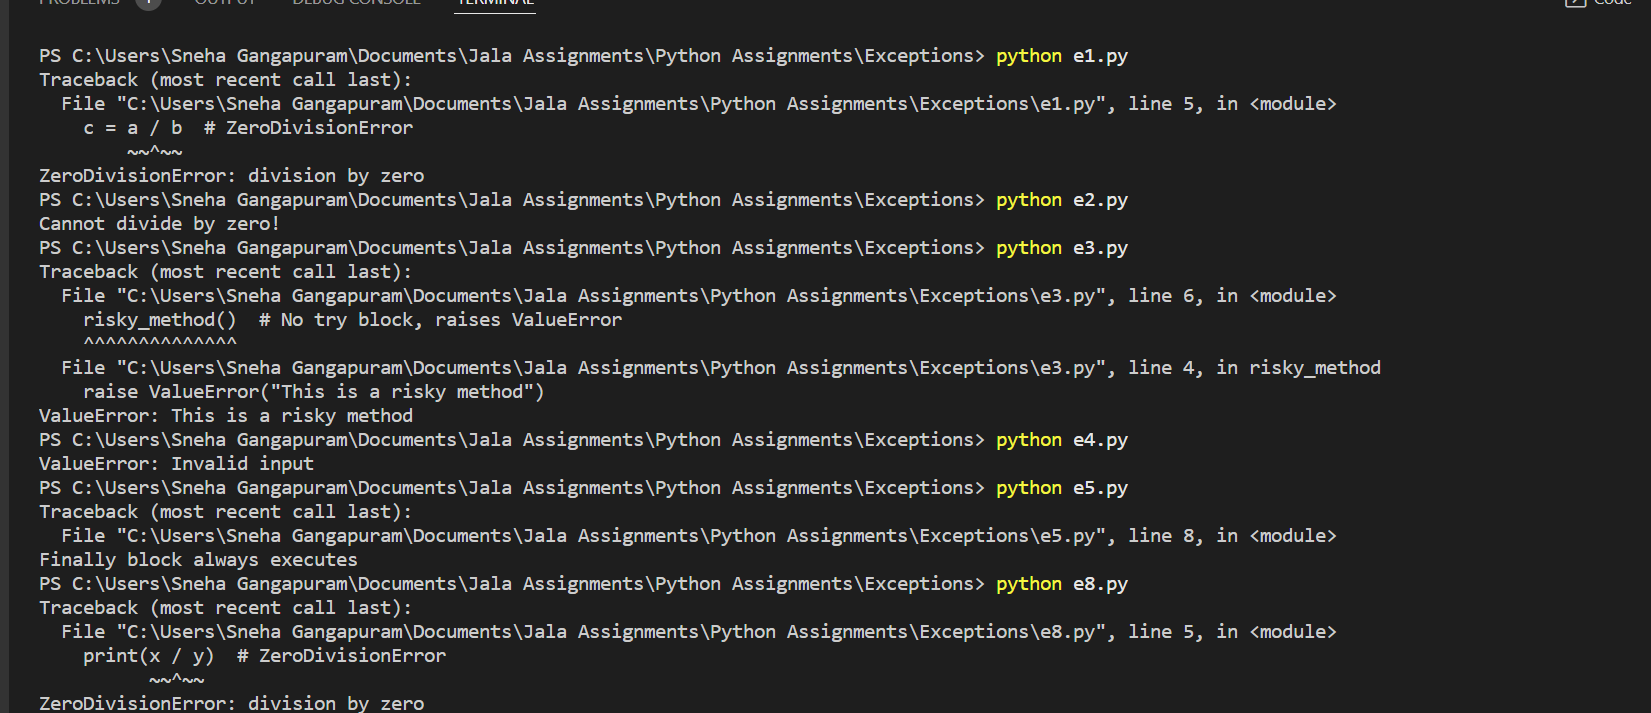 PROBLEMS OUTPUT DEBUG CONSOLE TERMINAL Code
PS C:\Users\Sneha Gangapuram\Documents\Jala Assignments\Python Assignments\Exceptions> python e1.py
Traceback (most recent call last):
  File "C:\Users\Sneha Gangapuram\Documents\Jala Assignments\Python Assignments\Exceptions\e1.py", line 5, in <module>
    c = a / b  # ZeroDivisionError
        ~~^~~
ZeroDivisionError: division by zero
PS C:\Users\Sneha Gangapuram\Documents\Jala Assignments\Python Assignments\Exceptions> python e2.py
Cannot divide by zero!
PS C:\Users\Sneha Gangapuram\Documents\Jala Assignments\Python Assignments\Exceptions> python e3.py
Traceback (most recent call last):
  File "C:\Users\Sneha Gangapuram\Documents\Jala Assignments\Python Assignments\Exceptions\e3.py", line 6, in <module>
    risky_method()  # No try block, raises ValueError
    ^^^^^^^^^^^^^^
  File "C:\Users\Sneha Gangapuram\Documents\Jala Assignments\Python Assignments\Exceptions\e3.py", line 4, in risky_method
    raise ValueError("This is a risky method")
ValueError: This is a risky method
PS C:\Users\Sneha Gangapuram\Documents\Jala Assignments\Python Assignments\Exceptions> python e4.py
ValueError: Invalid input
PS C:\Users\Sneha Gangapuram\Documents\Jala Assignments\Python Assignments\Exceptions> python e5.py
Traceback (most recent call last):
  File "C:\Users\Sneha Gangapuram\Documents\Jala Assignments\Python Assignments\Exceptions\e5.py", line 8, in <module>
Finally block always executes
PS C:\Users\Sneha Gangapuram\Documents\Jala Assignments\Python Assignments\Exceptions> python e8.py
Traceback (most recent call last):
  File "C:\Users\Sneha Gangapuram\Documents\Jala Assignments\Python Assignments\Exceptions\e8.py", line 5, in <module>
    print(x / y)  # ZeroDivisionError
          ~~^~~
ZeroDivisionError: division by zero